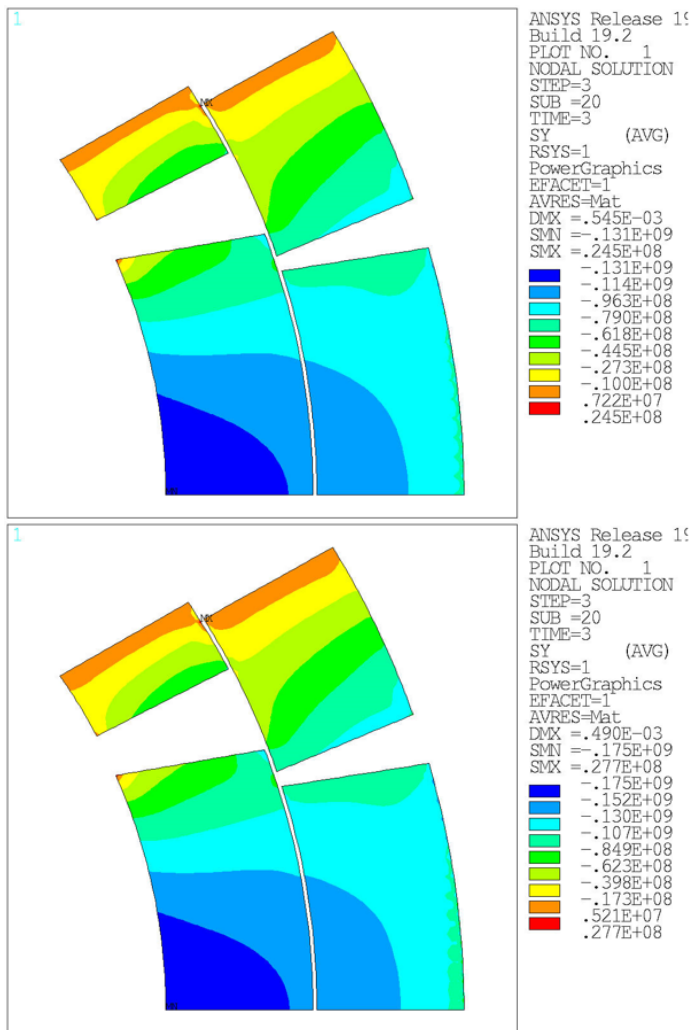 1
ANSYS Release 19
Build 19.2
PLOT NO. 1
NODAL SOLUTION
STEP=3
SUB =20
TIME=3
SY (AVG)
RSYS=1
PowerGraphics
EFACET=1
AVRES=Mat
DMX =.545E-03
SMN =-.131E+09
SMX =.245E+08
-.131E+09
-.114E+09
-.963E+08
-.790E+08
-.618E+08
-.445E+08
-.273E+08
-.100E+08
.722E+07
.245E+08
MX
1
ANSYS Release 19
Build 19.2
PLOT NO. 1
NODAL SOLUTION
STEP=3
SUB =20
TIME=3
SY (AVG)
RSYS=1
PowerGraphics
EFACET=1
AVRES=Mat
DMX =.490E-03
SMN =-.175E+09
SMX =.277E+08
-.175E+09
-.152E+09
-.130E+09
-.107E+09
-.849E+08
-.623E+08
-.398E+08
-.173E+08
.521E+07
.277E+08
MX